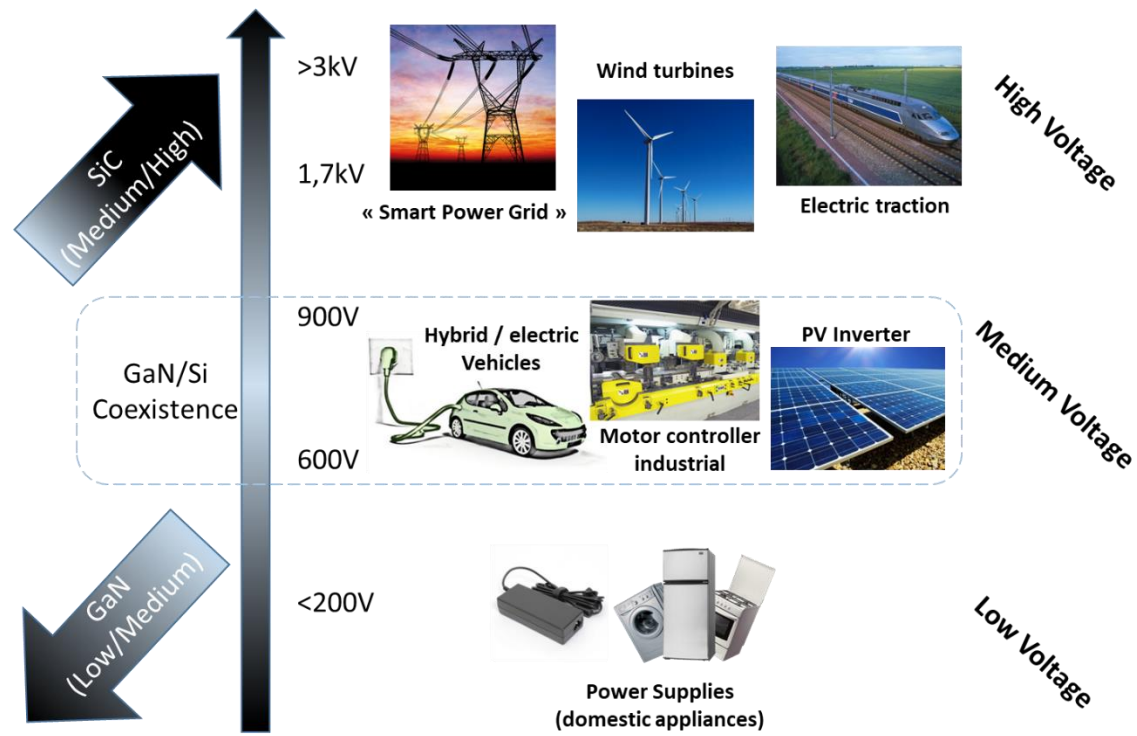 >3kV
Wind turbines
High Voltage
SiC
(Medium/High)
1,7kV
« Smart Power Grid »
Electric traction
900V
Hybrid / electric
Vehicles
PV Inverter
Medium Voltage
GaN/Si
Coexistence
600V
Motor controller
industrial
GaN
(Low/Medium)
<200V
Low Voltage
Power Supplies
(domestic appliances)